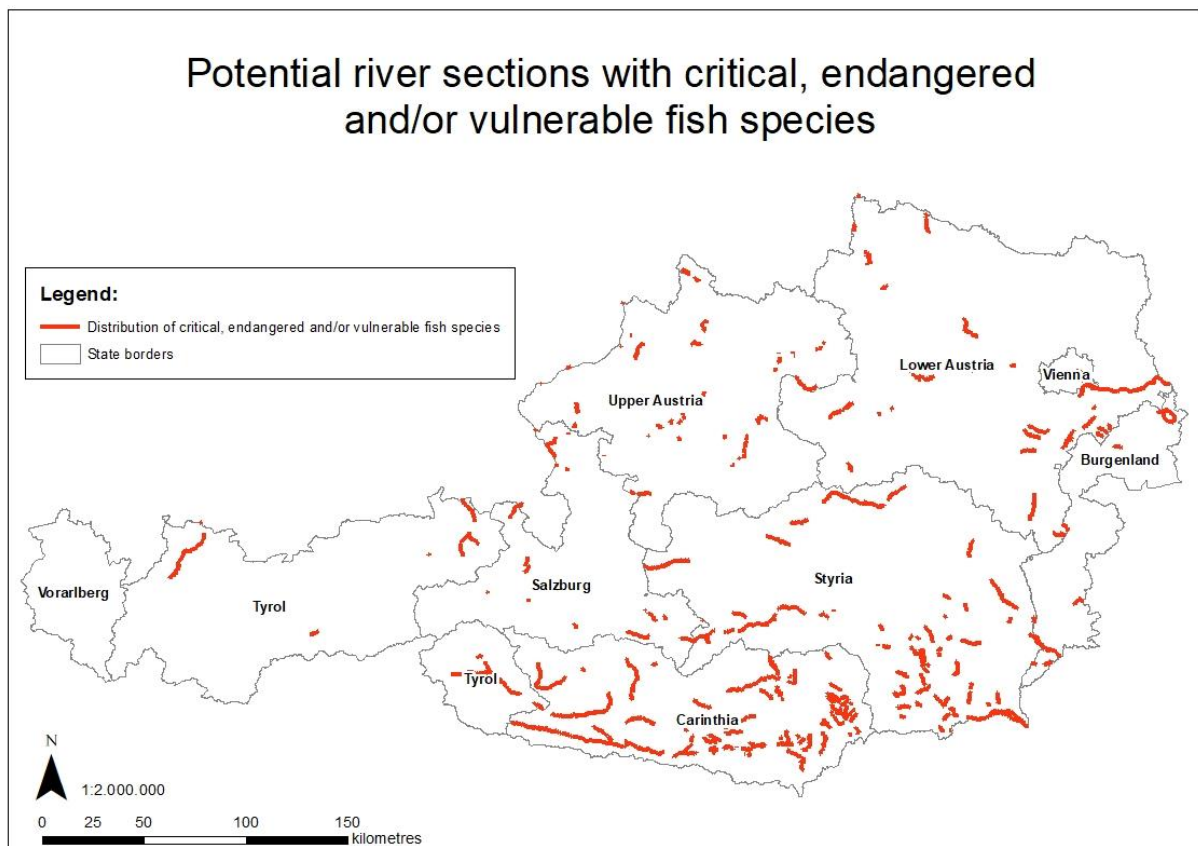 Potential river sections with critical, endangered
and/or vulnerable fish species
Legend:
Distribution of critical, endangered and/or vulnerable fish species
State borders
Lower Austria
Vienna
Upper Austria
Burgenland
Vorarlberg
Tyrol
Salzburg
Styria
Tyrol
Carinthia
N
1:2.000.000
0 25 50 100 150
kilometres